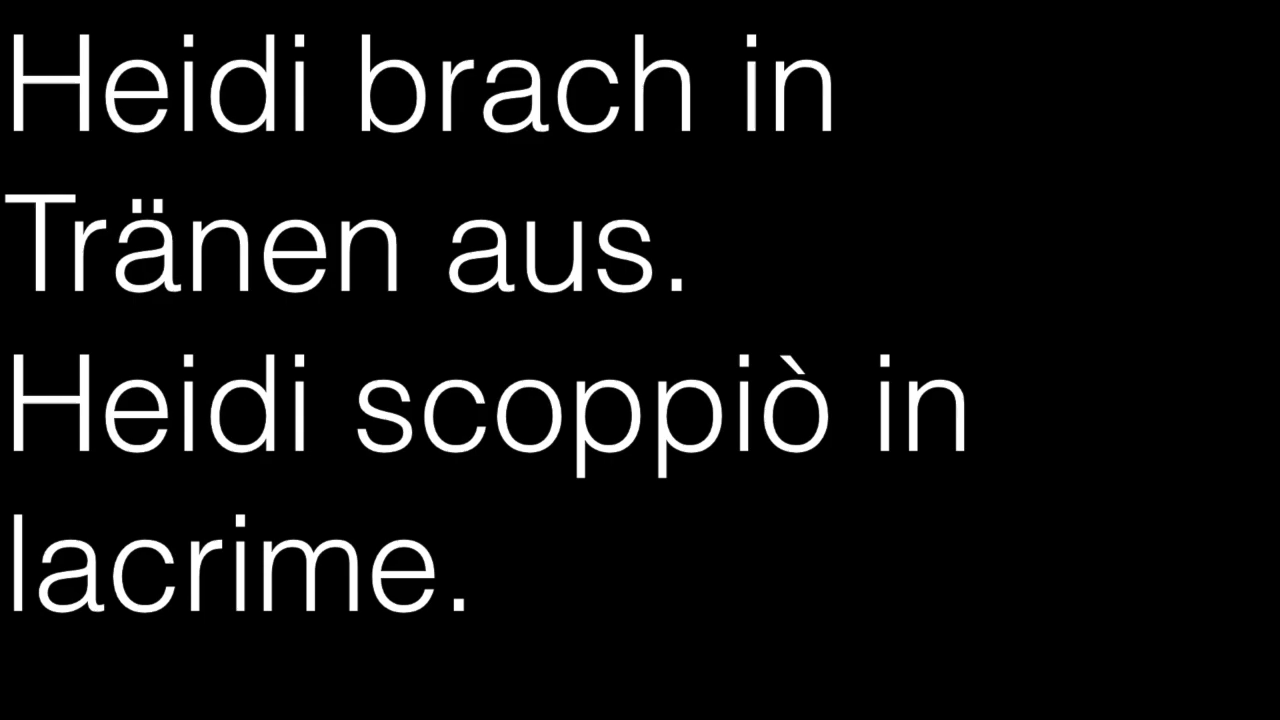 Heidi brach in
Tränen aus.
Heidi scoppiò in
lacrime.